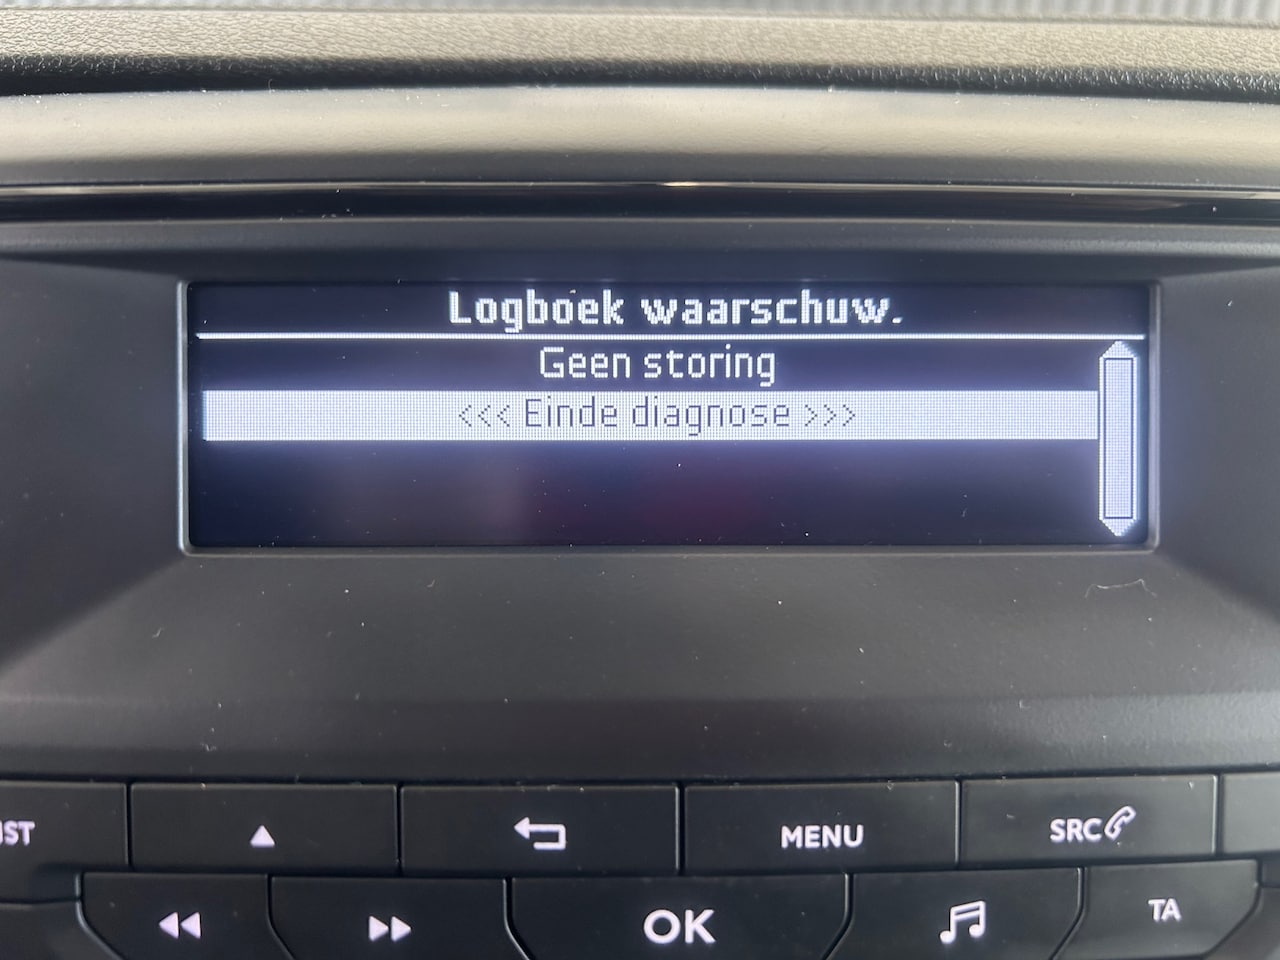 Logboek waarschuw.
Geen storing
<<< Einde diagnose >>>
MENU
SRC
OK
TA